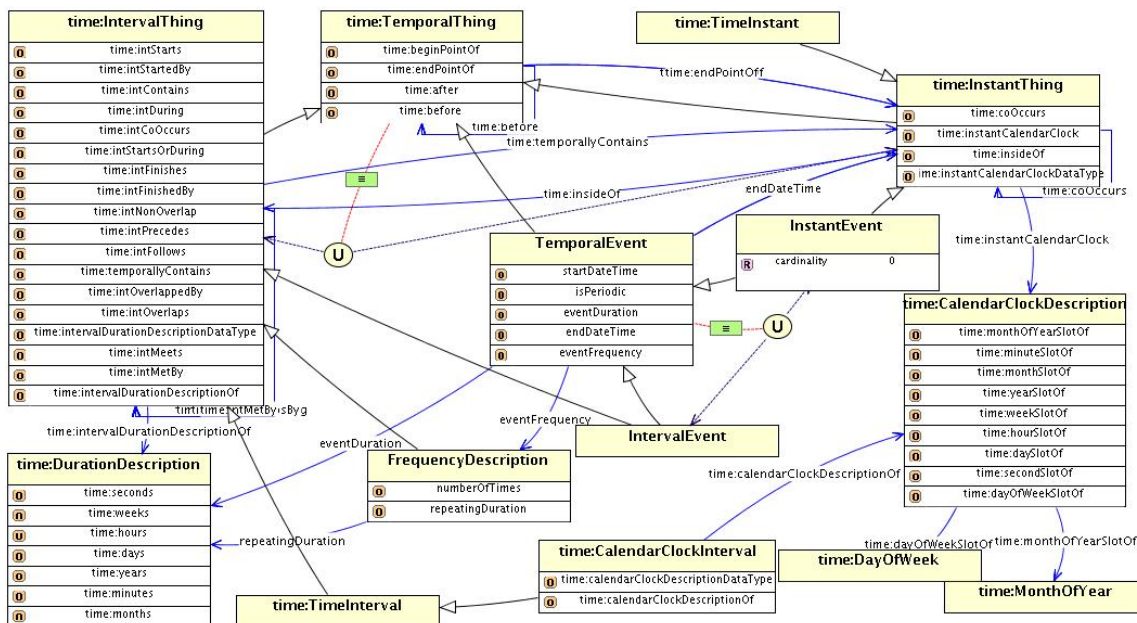 time:IntervalThing
time:intStarts
time:intStartedBy
time:intContains
time:intDuring
time:intCoOccurs
time:intStartsOrDuring
time:intFinishes
time:intFinishedBy
time:intNonOverlap
time:intPrecedes
time:intFollows
time:temporallyContains
time:intOverlappedBy
time:intOverlaps
time:intervalDurationDescriptionDataType
time:intMeets
time:intMetBy
time:intervalDurationDescriptionOf
time:TemporalThing
time:beginPointOf
time:endPointOf
time:after
time:before
time:TimeInstant
time:InstantThing
time:coOccurs
time:instantCalendarClock
time:insideOf
ime:instantCalendarClockDataType
ttime:endPointOff
time:before
time:temporallyContains
time:insideOf
endDateTime
time:coOccurs
time:instantCalendarClock
≡
U
TemporalEvent
startDateTime
isPeriodic
eventDuration
endDateTime
eventFrequency
InstantEvent
R cardinality 0
≡
U
time:CalendarClockDescription
time:monthOfYearSlotOf
time:minuteSlotOf
time:monthSlotOf
time:yearSlotOf
time:weekSlotOf
time:hourSlotOf
time:daySlotOf
time:secondSlotOf
time:dayOfWeekSlotOf
time:intervalDurationDescriptionOf
eventDuration
eventFrequency
IntervalEvent
time:calendarClockDescriptionOf
time:DurationDescription
time:seconds
time:weeks
time:hours
time:days
time:years
time:minutes
time:months
FrequencyDescription
numberOfTimes
repeatingDuration
repeatingDuration
time:CalendarClockInterval
time:calendarClockDescriptionDataType
time:calendarClockDescriptionOf
time:TimeInterval
time:dayOfWeekSlotOf
time:monthOfYearSlotOf
time:DayOfWeek
time:MonthOfYear